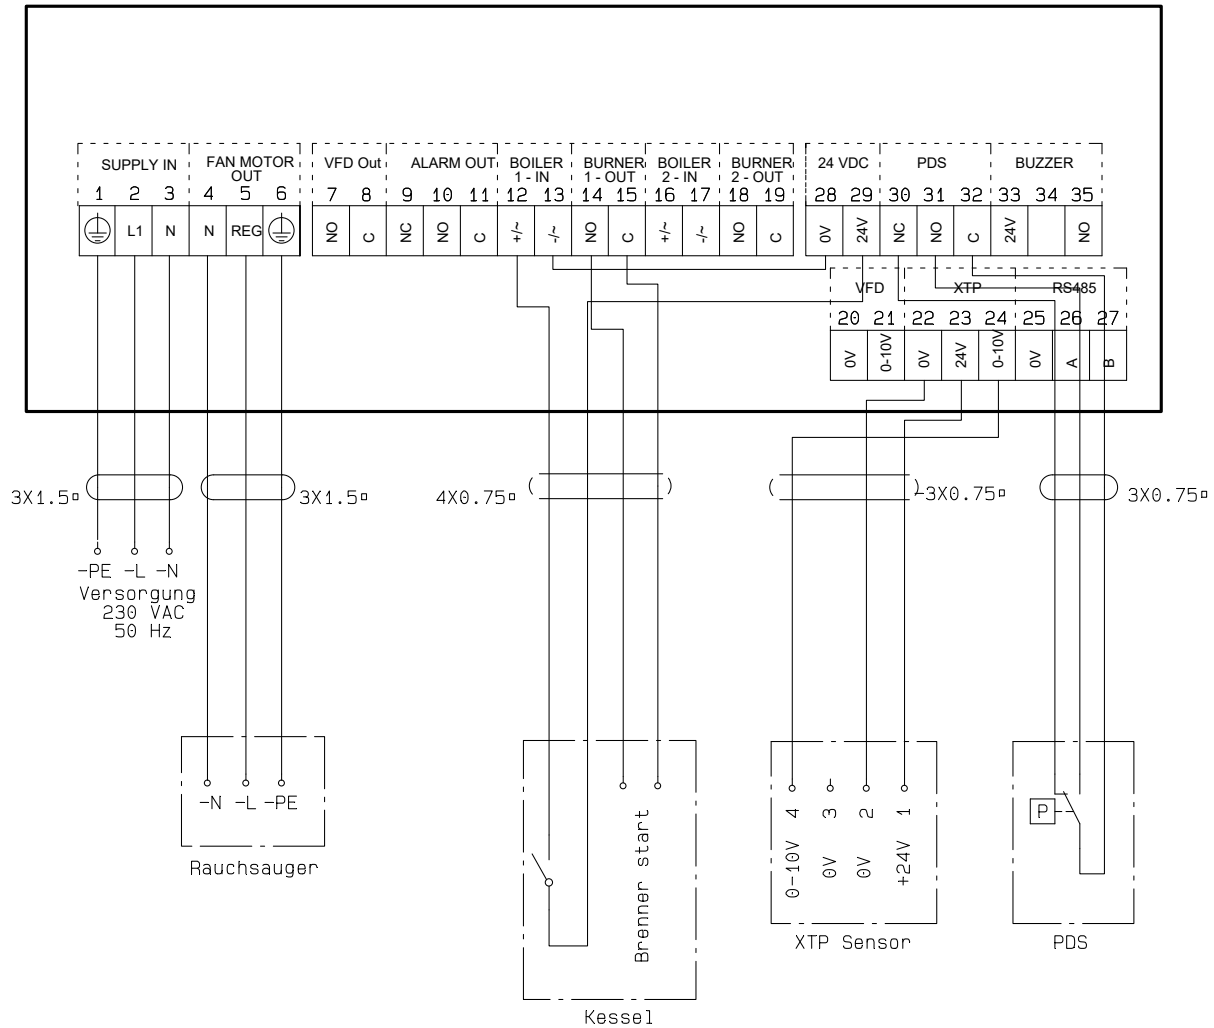 SUPPLY IN FAN MOTOR OUT VFD Out ALARM OUT BOILER 1 - IN BURNER 1 - OUT BOILER 2 - IN BURNER 2 - OUT 24 VDC PDS BUZZER
1 2 3 4 5 6 7 8 9 10 11 12 13 14 15 16 17 18 19 28 29 30 31 32 33 34 35
L1 N N REG NO C NC NO C +/~ -/~ NO C +/~ -/~ NO C 0V 24V NC NO C 24V NO
VFD XTP RS485
20 21 22 23 24 25 26 27
0V 0-10V 0V 24V 0-10V 0V A B
3X1.5▫ 3X1.5▫ 4X0.75▫ 3X0.75▫ 3X0.75▫
-PE -L -N
Versorgung
230 VAC
50 Hz
-N -L -PE
Rauchsauger
Brenner start
Kessel
4 3 2 1
0-10V 0V 0V +24V
XTP Sensor
P
PDS